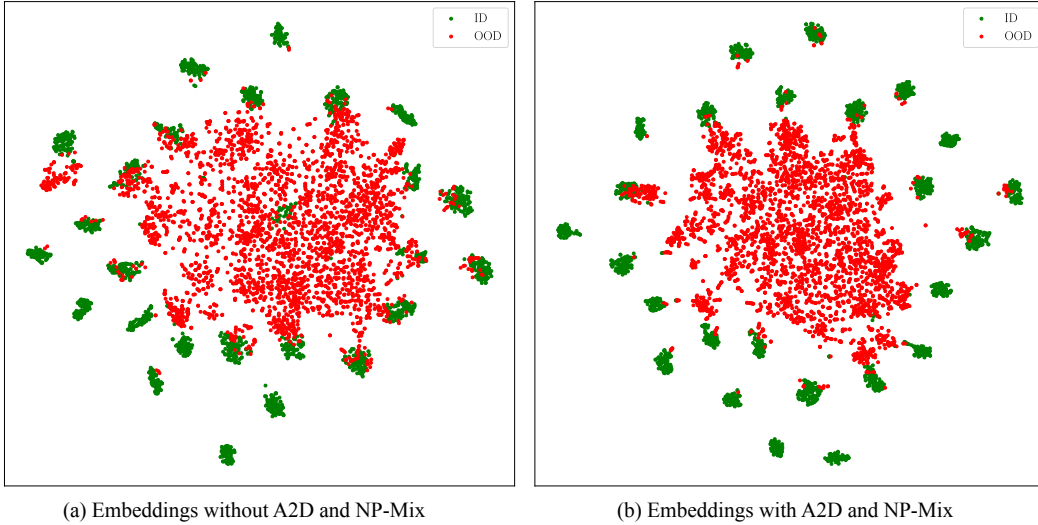 ID
OOD
ID
OOD
(a) Embeddings without A2D and NP-Mix
(b) Embeddings with A2D and NP-Mix